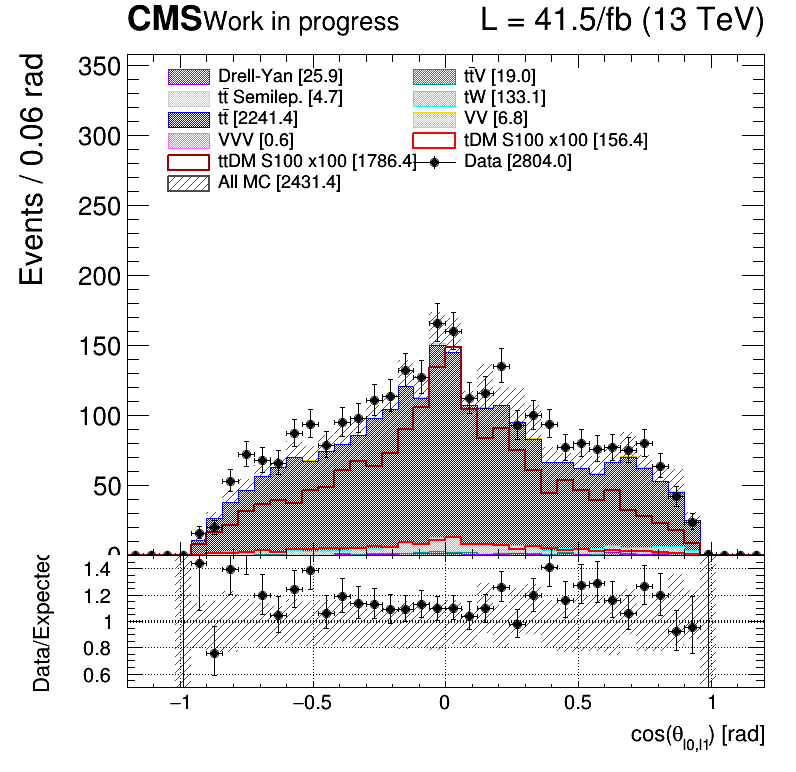 CMS Work in progress L = 41.5/fb (13 TeV)
Events / 0.06 rad
350
300
250
200
150
100
50
0
Drell-Yan [25.9]
tt̄ Semilep. [4.7]
tt̄ [2241.4]
VVV [0.6]
ttDM S100 x100 [1786.4]
All MC [2431.4]
tt̄V [19.0]
tW [133.1]
VV [6.8]
tDM S100 x100 [156.4]
Data [2804.0]
Data/Expected
1.4
1.2
1
0.8
0.6
−1 −0.5 0 0.5 1
cos(θl0,l1) [rad]